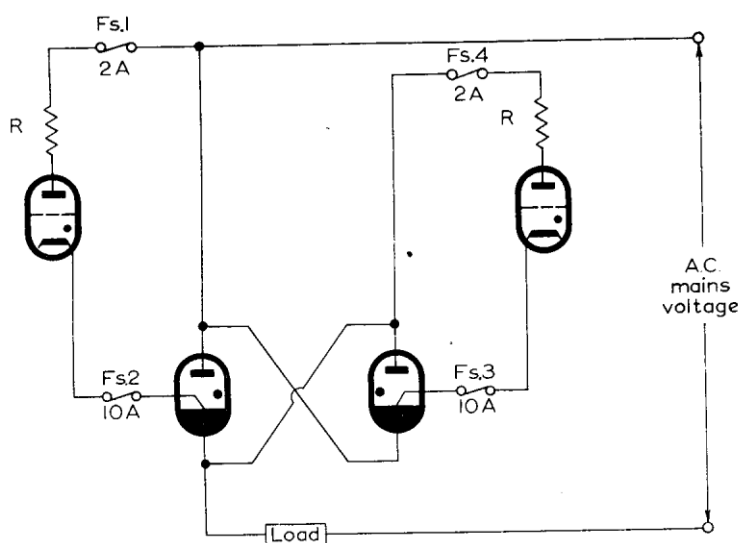 Fs.1
2A
R
Fs.4
2A
R
A.C.
mains
voltage
Fs.2
10A
Fs.3
10A
Load